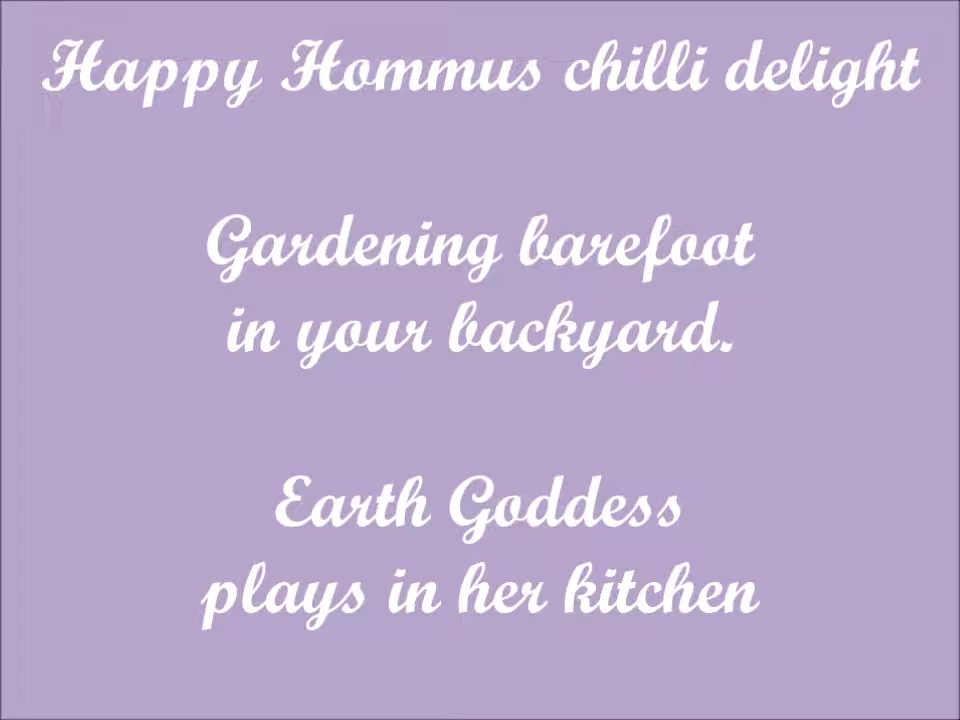 Happy Hommus chilli delight
Gardening barefoot
in your backyard.
Earth Goddess
plays in her kitchen